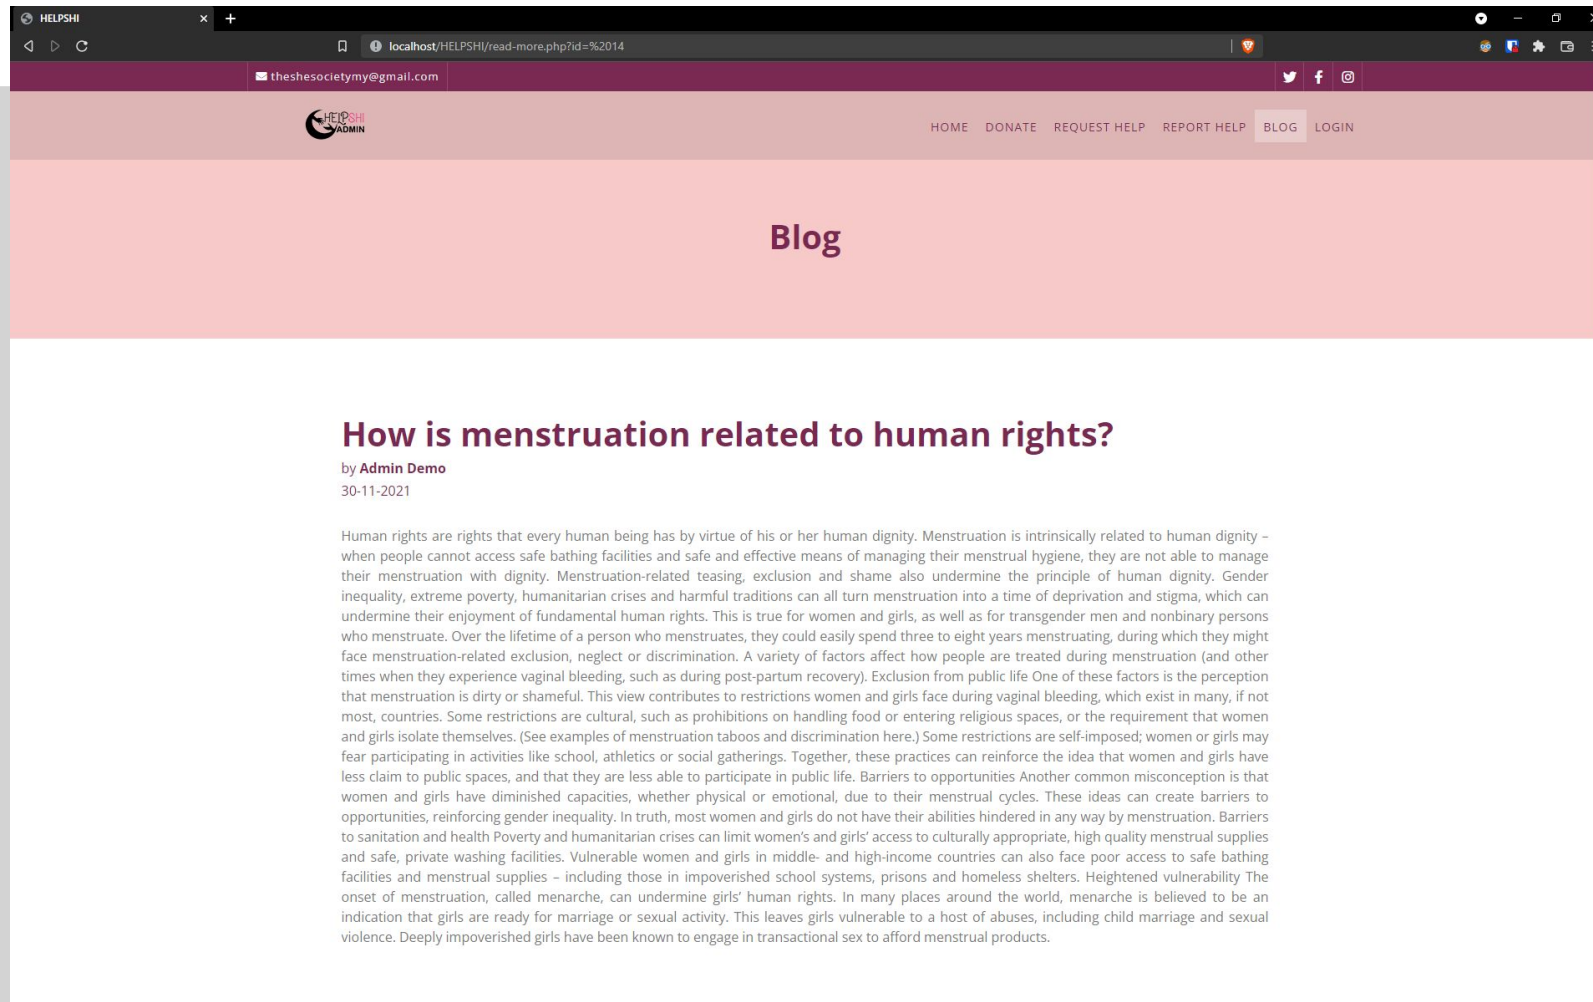 HELPSHI
localhost/HELPSHI/read-more.php?id=%2014
theshesocietymy@gmail.com
HELPSHI
ADMIN
HOME DONATE REQUEST HELP REPORT HELP BLOG LOGIN
Blog
How is menstruation related to human rights?
by Admin Demo
30-11-2021
Human rights are rights that every human being has by virtue of his or her human dignity. Menstruation is intrinsically related to human dignity –
when people cannot access safe bathing facilities and safe and effective means of managing their menstrual hygiene, they are not able to manage
their menstruation with dignity. Menstruation-related teasing, exclusion and shame also undermine the principle of human dignity. Gender
inequality, extreme poverty, humanitarian crises and harmful traditions can all turn menstruation into a time of deprivation and stigma, which can
undermine their enjoyment of fundamental human rights. This is true for women and girls, as well as for transgender men and nonbinary persons
who menstruate. Over the lifetime of a person who menstruates, they could easily spend three to eight years menstruating, during which they might
face menstruation-related exclusion, neglect or discrimination. A variety of factors affect how people are treated during menstruation (and other
times when they experience vaginal bleeding, such as during post-partum recovery). Exclusion from public life One of these factors is the perception
that menstruation is dirty or shameful. This view contributes to restrictions women and girls face during vaginal bleeding, which exist in many, if not
most, countries. Some restrictions are cultural, such as prohibitions on handling food or entering religious spaces, or the requirement that women
and girls isolate themselves. (See examples of menstruation taboos and discrimination here.) Some restrictions are self-imposed; women or girls may
fear participating in activities like school, athletics or social gatherings. Together, these practices can reinforce the idea that women and girls have
less claim to public spaces, and that they are less able to participate in public life. Barriers to opportunities Another common misconception is that
women and girls have diminished capacities, whether physical or emotional, due to their menstrual cycles. These ideas can create barriers to
opportunities, reinforcing gender inequality. In truth, most women and girls do not have their abilities hindered in any way by menstruation. Barriers
to sanitation and health Poverty and humanitarian crises can limit women’s and girls’ access to culturally appropriate, high quality menstrual supplies
and safe, private washing facilities. Vulnerable women and girls in middle- and high-income countries can also face poor access to safe bathing
facilities and menstrual supplies – including those in impoverished school systems, prisons and homeless shelters. Heightened vulnerability The
onset of menstruation, called menarche, can undermine girls’ human rights. In many places around the world, menarche is believed to be an
indication that girls are ready for marriage or sexual activity. This leaves girls vulnerable to a host of abuses, including child marriage and sexual
violence. Deeply impoverished girls have been known to engage in transactional sex to afford menstrual products.